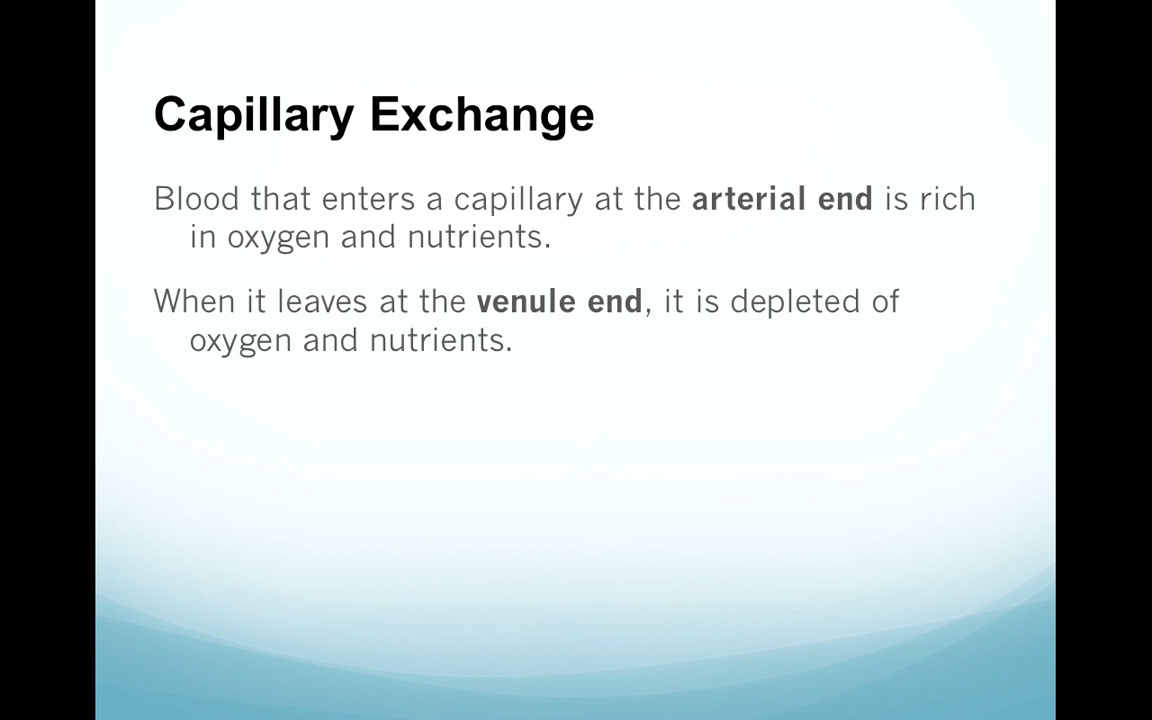 Capillary Exchange
Blood that enters a capillary at the arterial end is rich
in oxygen and nutrients.
When it leaves at the venule end, it is depleted of
oxygen and nutrients.